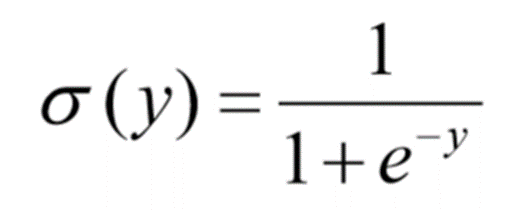 σ(y) = 1 / (1 + e^{-y})